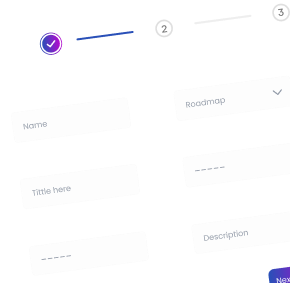 2
3
Name
Roadmap
Tittle here
_ _ _ _ _
_ _ _ _ _
Description
Nex